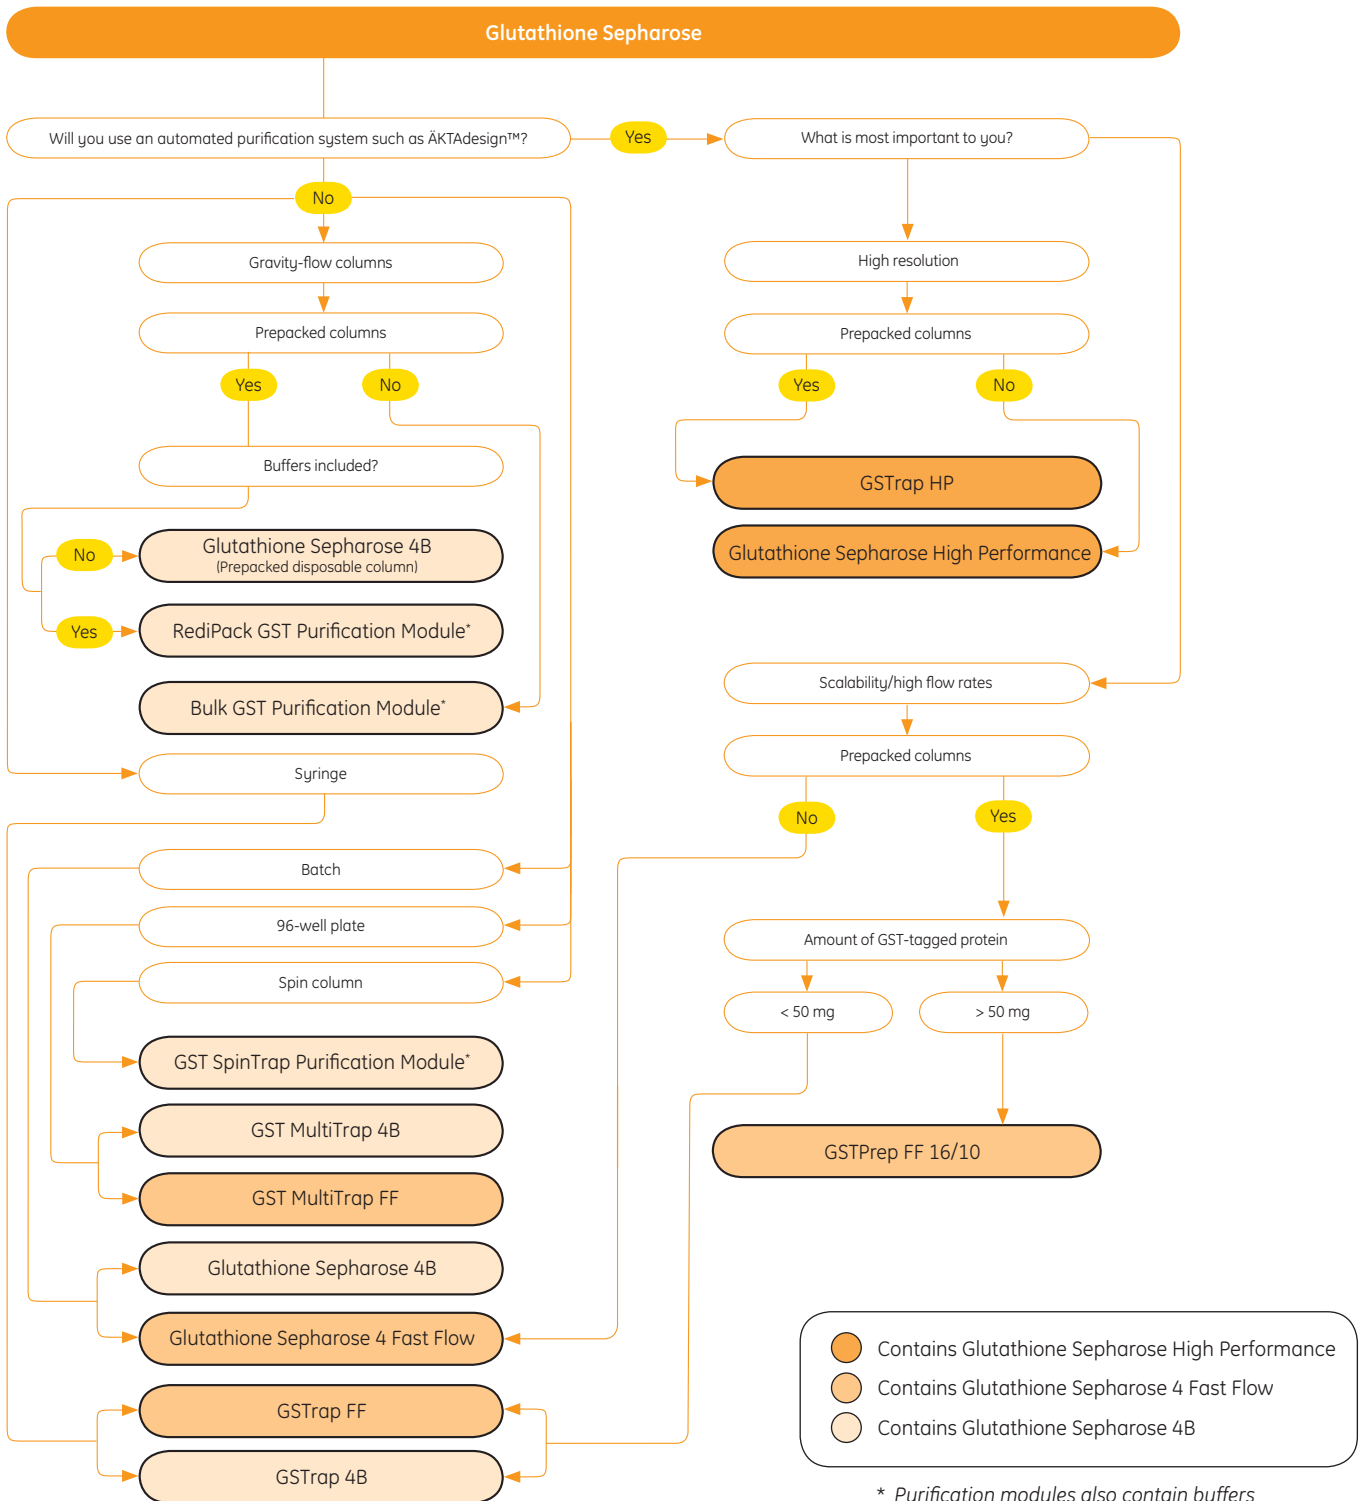 Glutathione Sepharose
Will you use an automated purification system such as ÄKTAdesign™?
Yes
What is most important to you?
No
Gravity-flow columns
Prepacked columns
Yes
No
Buffers included?
No
Glutathione Sepharose 4B
(Prepacked disposable column)
Yes
RediPack GST Purification Module*
Bulk GST Purification Module*
Syringe
Batch
96-well plate
Spin column
GST SpinTrap Purification Module*
GST MultiTrap 4B
GST MultiTrap FF
Glutathione Sepharose 4B
Glutathione Sepharose 4 Fast Flow
GSTrap FF
GSTrap 4B
High resolution
Prepacked columns
Yes
No
GSTrap HP
Glutathione Sepharose High Performance
Scalability/high flow rates
Prepacked columns
No
Yes
Amount of GST-tagged protein
< 50 mg
> 50 mg
GSTPrep FF 16/10
Contains Glutathione Sepharose High Performance
Contains Glutathione Sepharose 4 Fast Flow
Contains Glutathione Sepharose 4B
* Purification modules also contain buffers